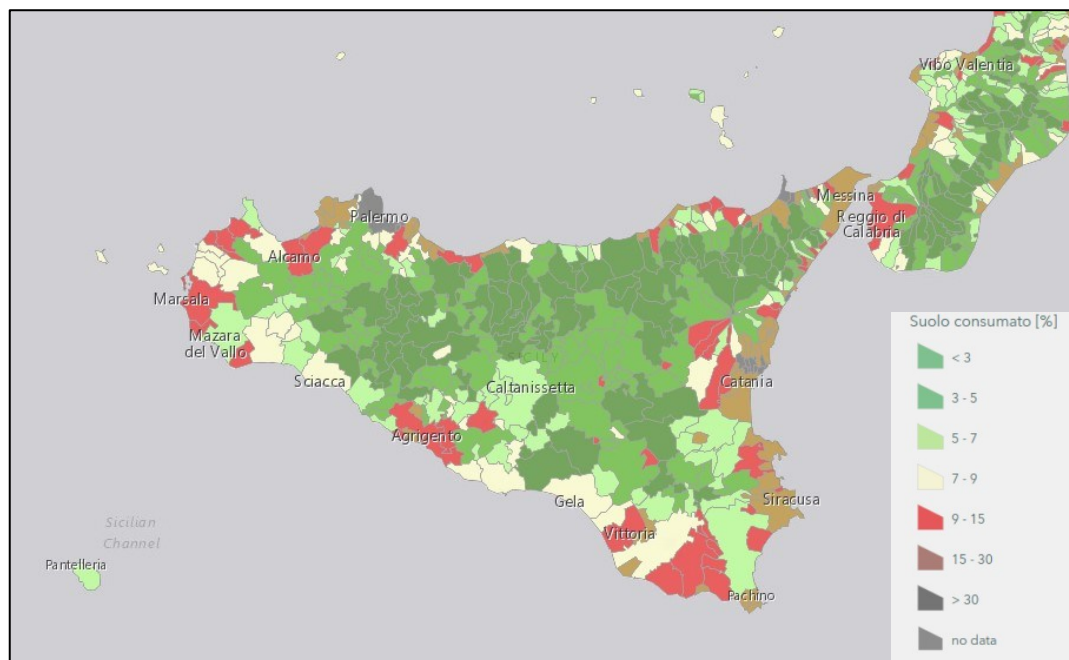 Vibo Valentia
Messina
Reggio di
Calabria
Palermo
Alcamo
Marsala
Mazara
del Vallo
Sciacca
SICILY
Caltanissetta
Catania
Agrigento
Gela
Siracusa
Vittoria
Pachino
Sicilian
Channel
Pantelleria
Suolo consumato [%]
< 3
3 - 5
5 - 7
7 - 9
9 - 15
15 - 30
> 30
no data